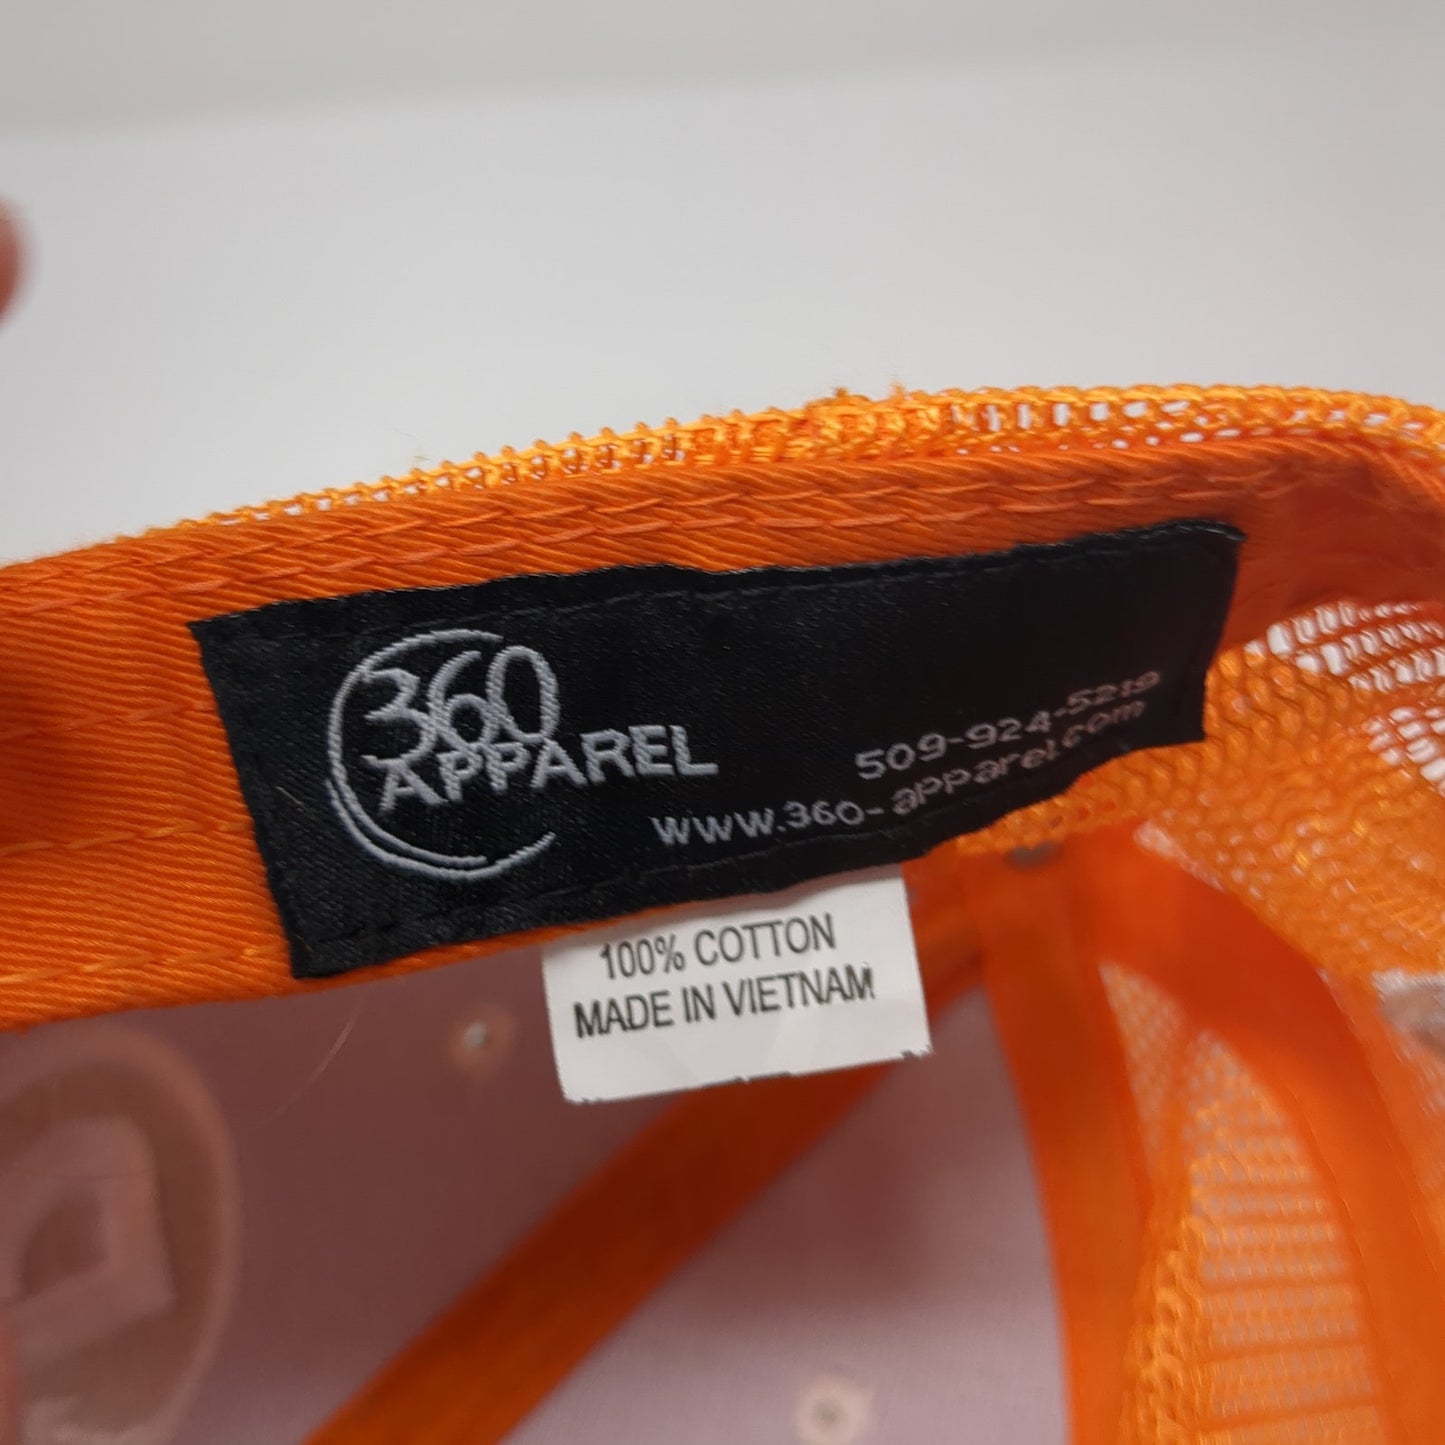 360
APPAREL
509-924-5219
www.360-apparel.com
100% COTTON
MADE IN VIETNAM